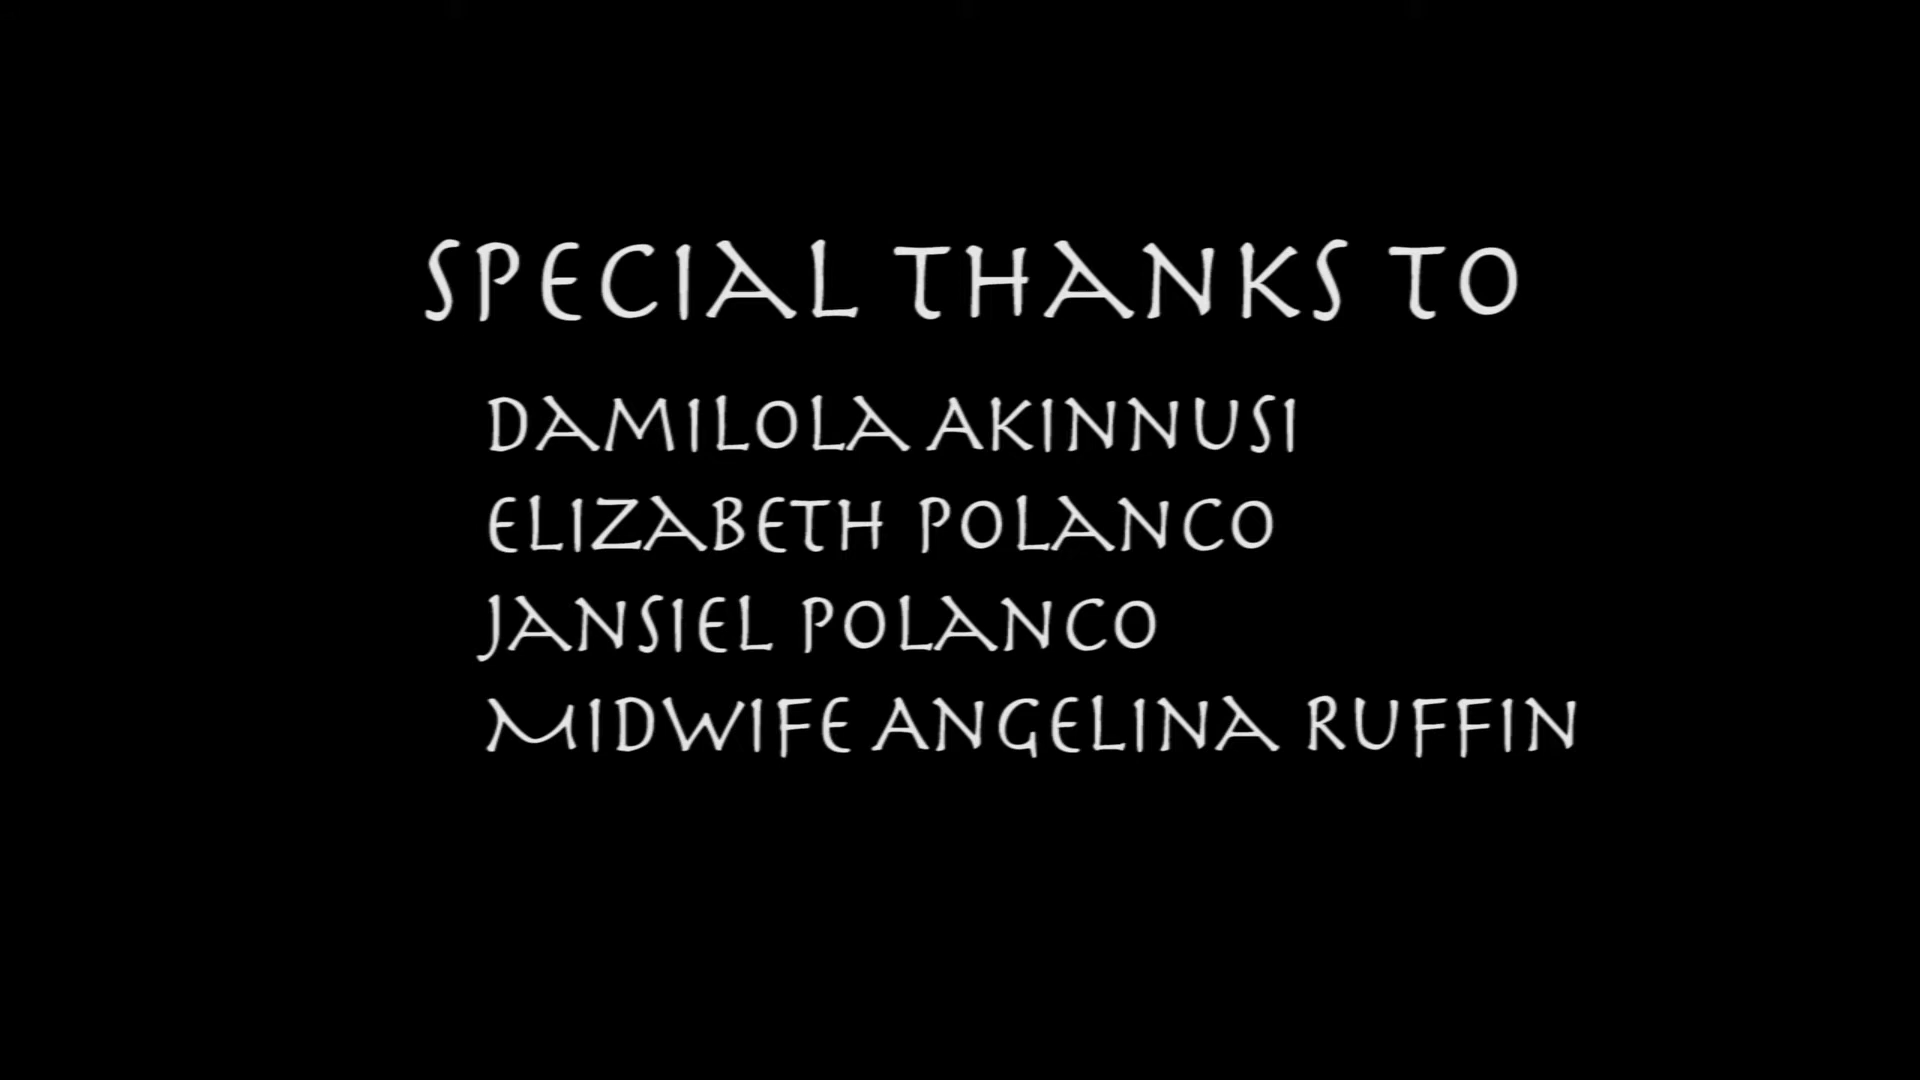 SPECIAL THANKS TO
DAMILOLA AKINNUSI
ELIZABETH POLANCO
JANSIEL POLANCO
MIDWIFE ANGELINA RUFFIN